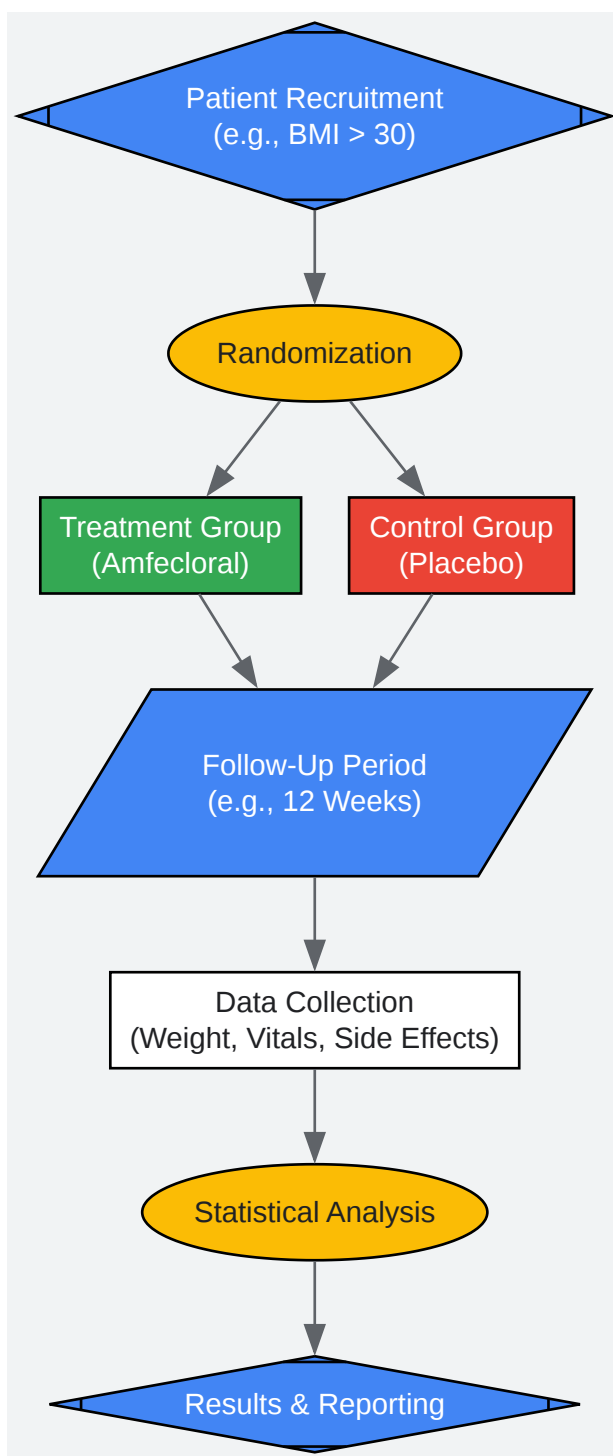 Patient Recruitment
(e.g., BMI > 30)
Randomization
Treatment Group
(Amfecloral)
Control Group
(Placebo)
Follow-Up Period
(e.g., 12 Weeks)
Data Collection
(Weight, Vitals, Side Effects)
Statistical Analysis
Results & Reporting